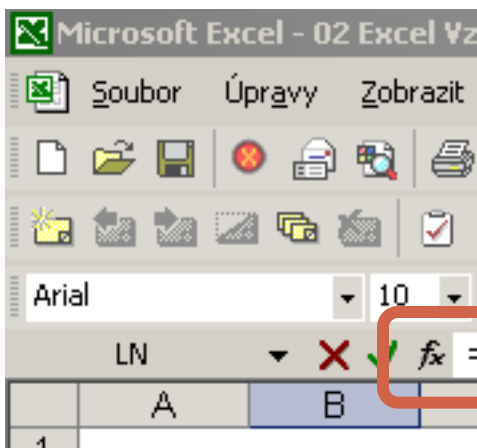 Microsoft Excel - 02 Excel Vz
Soubor Úpravy Zobrazit
Arial 10
LN fx =
A B
1